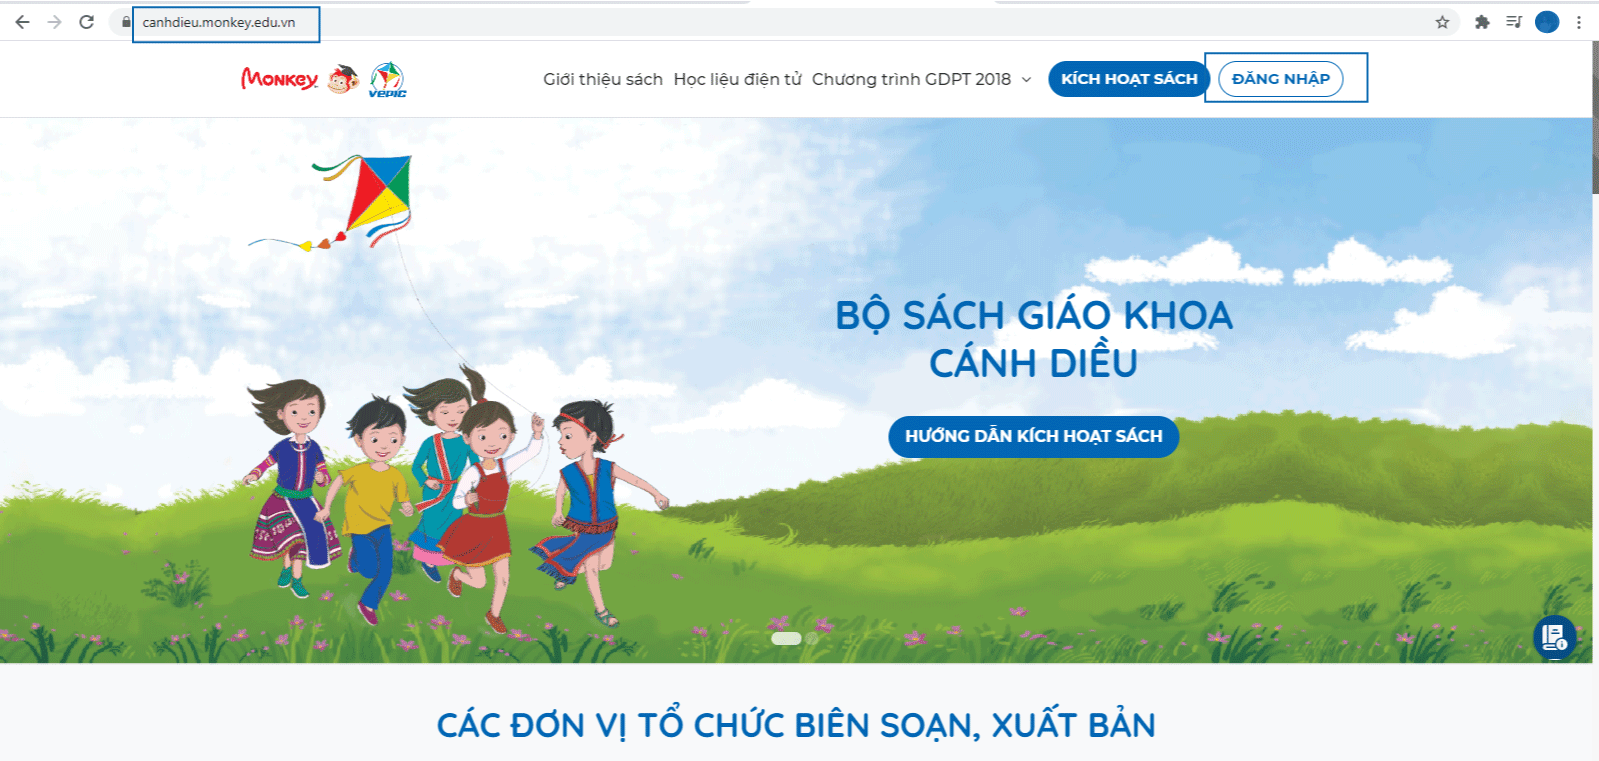 canhdieu.monkey.edu.vn
Monkey VEPIC Giới thiệu sách Học liệu điện tử Chương trình GDPT 2018 KÍCH HOẠT SÁCH ĐĂNG NHẬP
BỘ SÁCH GIÁO KHOA
CÁNH DIỀU
HƯỚNG DẪN KÍCH HOẠT SÁCH
CÁC ĐƠN VỊ TỔ CHỨC BIÊN SOẠN, XUẤT BẢN